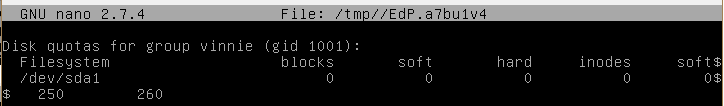 GNU nano 2.7.4 File: /tmp//EdP.a7bu1v4
Disk quotas for group vinnie (gid 1001):
Filesystem blocks soft hard inodes soft$
/dev/sda1 0 0 0 0 0$
$ 250 260